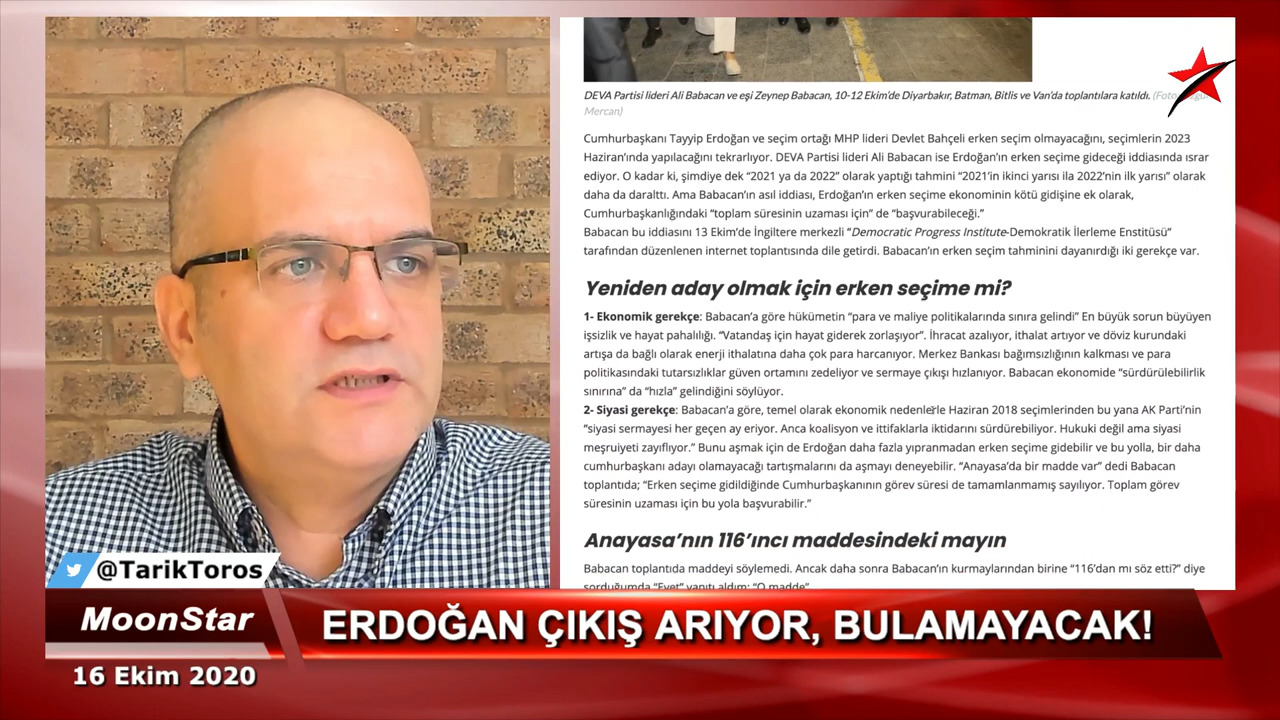 DEVA Partisi lideri Ali Babacan ve eşi Zeynep Babacan, 10-12 Ekim'de Diyarbakır, Batman, Bitlis ve Van'da toplantılara katıldı.
Mercan)
Cumhurbaşkanı Tayyip Erdoğan ve seçim ortağı MHP lideri Devlet Bahçeli erken seçim olmayacağını, seçimlerin 2023
Haziran'ında yapılacağını tekrarlıyor. DEVA Partisi lideri Ali Babacan ise Erdoğan'ın erken seçime gideceği iddiasında ısrar
ediyor. O kadar ki, şimdiye dek "2021 ya da 2022" olarak yaptığı tahmini "2021'in ikinci yarısı ila 2022'nin ilk yarısı" olarak
daha da daralttı. Ama Babacan'ın asıl iddiası, Erdoğan'ın erken seçime ekonominin kötü gidişine ek olarak,
Cumhurbaşkanlığındaki "toplam süresinin uzaması için" de "başvurabileceği."
Babacan bu iddiasını 13 Ekim'de İngiltere merkezli "Democratic Progress Institute-Demokratik İlerleme Enstitüsü"
tarafından düzenlenen internet toplantısında dile getirdi. Babacan'ın erken seçim tahminini dayanırdığı iki gerekçe var.
Yeniden aday olmak için erken seçime mi?
1- Ekonomik gerekçe: Babacan'a göre hükümetin "para ve maliye politikalarında sınıra gelindi" En büyük sorun büyüyen
işsizlik ve hayat pahalılığı. "Vatandaş için hayat giderek zorlaşıyor". İhracat azalıyor, ithalat artıyor ve döviz kurundaki
artışa da bağlı olarak enerji ithalatına daha çok para harcanıyor. Merkez Bankası bağımsızlığının kalkması ve para
politikasındaki tutarsızlıklar güven ortamını zedeliyor ve sermaye çıkışı hızlanıyor. Babacan ekonomide "sürdürülebilirlik
sınırına" da "hızla" gelindiğini söylüyor.
2- Siyasi gerekçe: Babacan'a göre, temel olarak ekonomik nedenlerle Haziran 2018 seçimlerinden bu yana AK Parti'nin
"siyasi sermayesi her geçen ay eriyor. Anca koalisyon ve ittifaklarla iktidarını sürdürebiliyor. Hukuki değil ama siyasi
meşruiyeti zayıflıyor." Bunu aşmak için de Erdoğan daha fazla yıpranmadan erken seçime gidebilir ve bu yolla, bir daha
cumhurbaşkanı adayı olamayacağı tartışmalarını da aşmayı deneyebilir. "Anayasa'da bir madde var" dedi Babacan
toplantıda; "Erken seçime gidildiğinde Cumhurbaşkanının görev süresi de tamamlanmamış sayılıyor. Toplam görev
süresinin uzaması için bu yola başvurabilir."
Anayasa'nın 116'ıncı maddesindeki mayın
Babacan toplantıda maddeyi söylemedi. Ancak daha sonra Babacan'ın kurmaylarından birine "116'dan mı söz etti?" diye
sorduğumda "Evet" yanıtı aldım: "O madde"
@TarikToros
MoonStar
ERDOĞAN ÇIKIŞ ARIYOR, BULAMAYACAK!
16 Ekim 2020